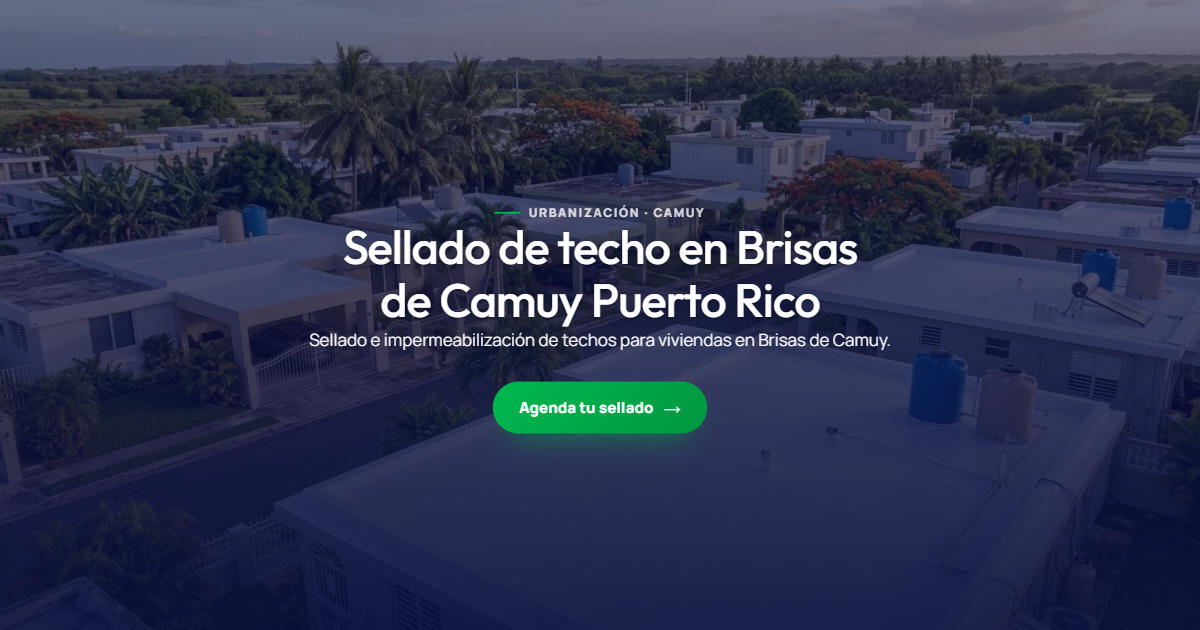 URBANIZACIÓN · CAMUY
Sellado de techo en Brisas
de Camuy Puerto Rico
Sellado e impermeabilización de techos para viviendas en Brisas de Camuy.
Agenda tu sellado →